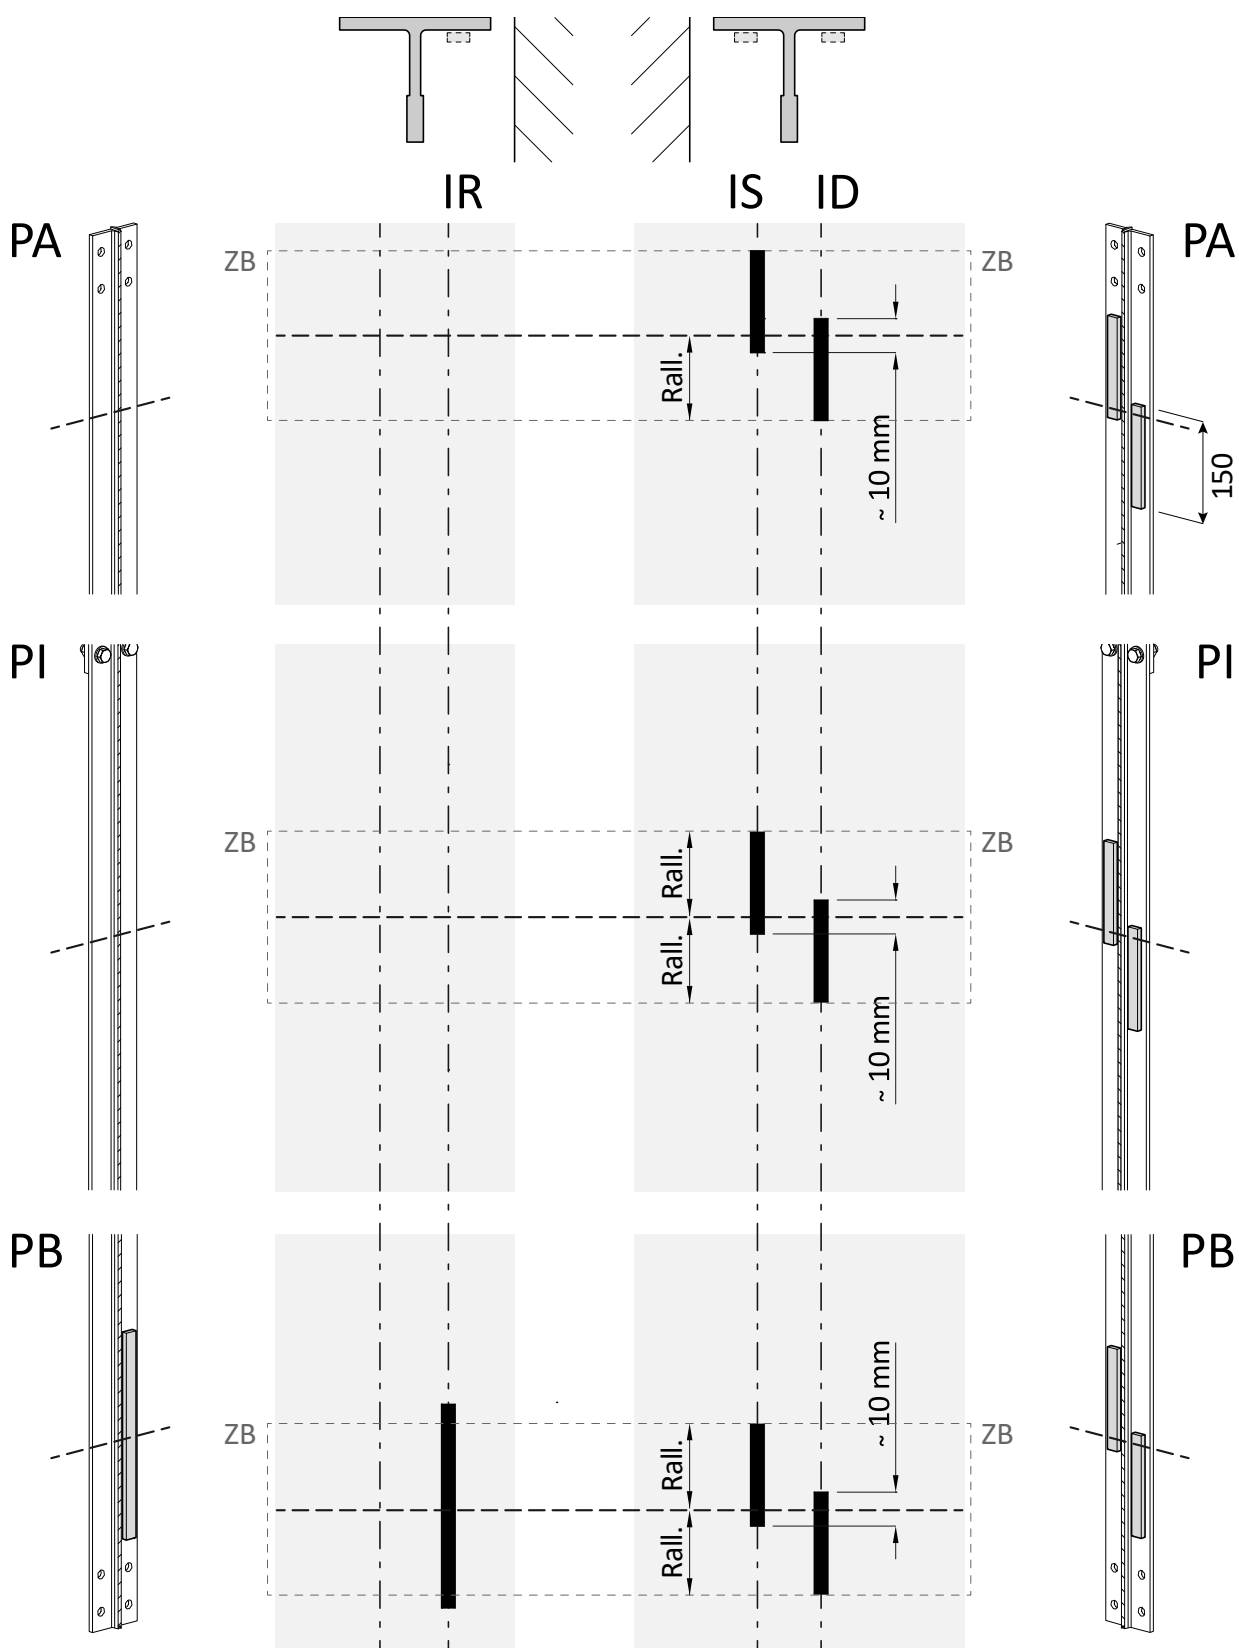 IR IS ID
PA PA
ZB ZB
Rall.
~ 10 mm
150
PI PI
ZB ZB
Rall.
Rall.
~ 10 mm
PB PB
~ 10 mm
ZB ZB
Rall.
Rall.